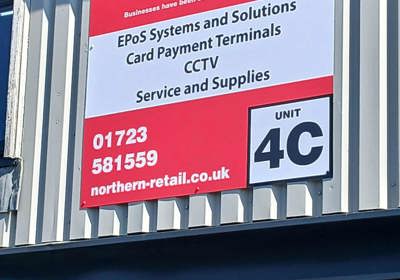 Businesses have been
EPoS Systems and Solutions
Card Payment Terminals
CCTV
Service and Supplies
01723
581559
northern-retail.co.uk
UNIT
4C